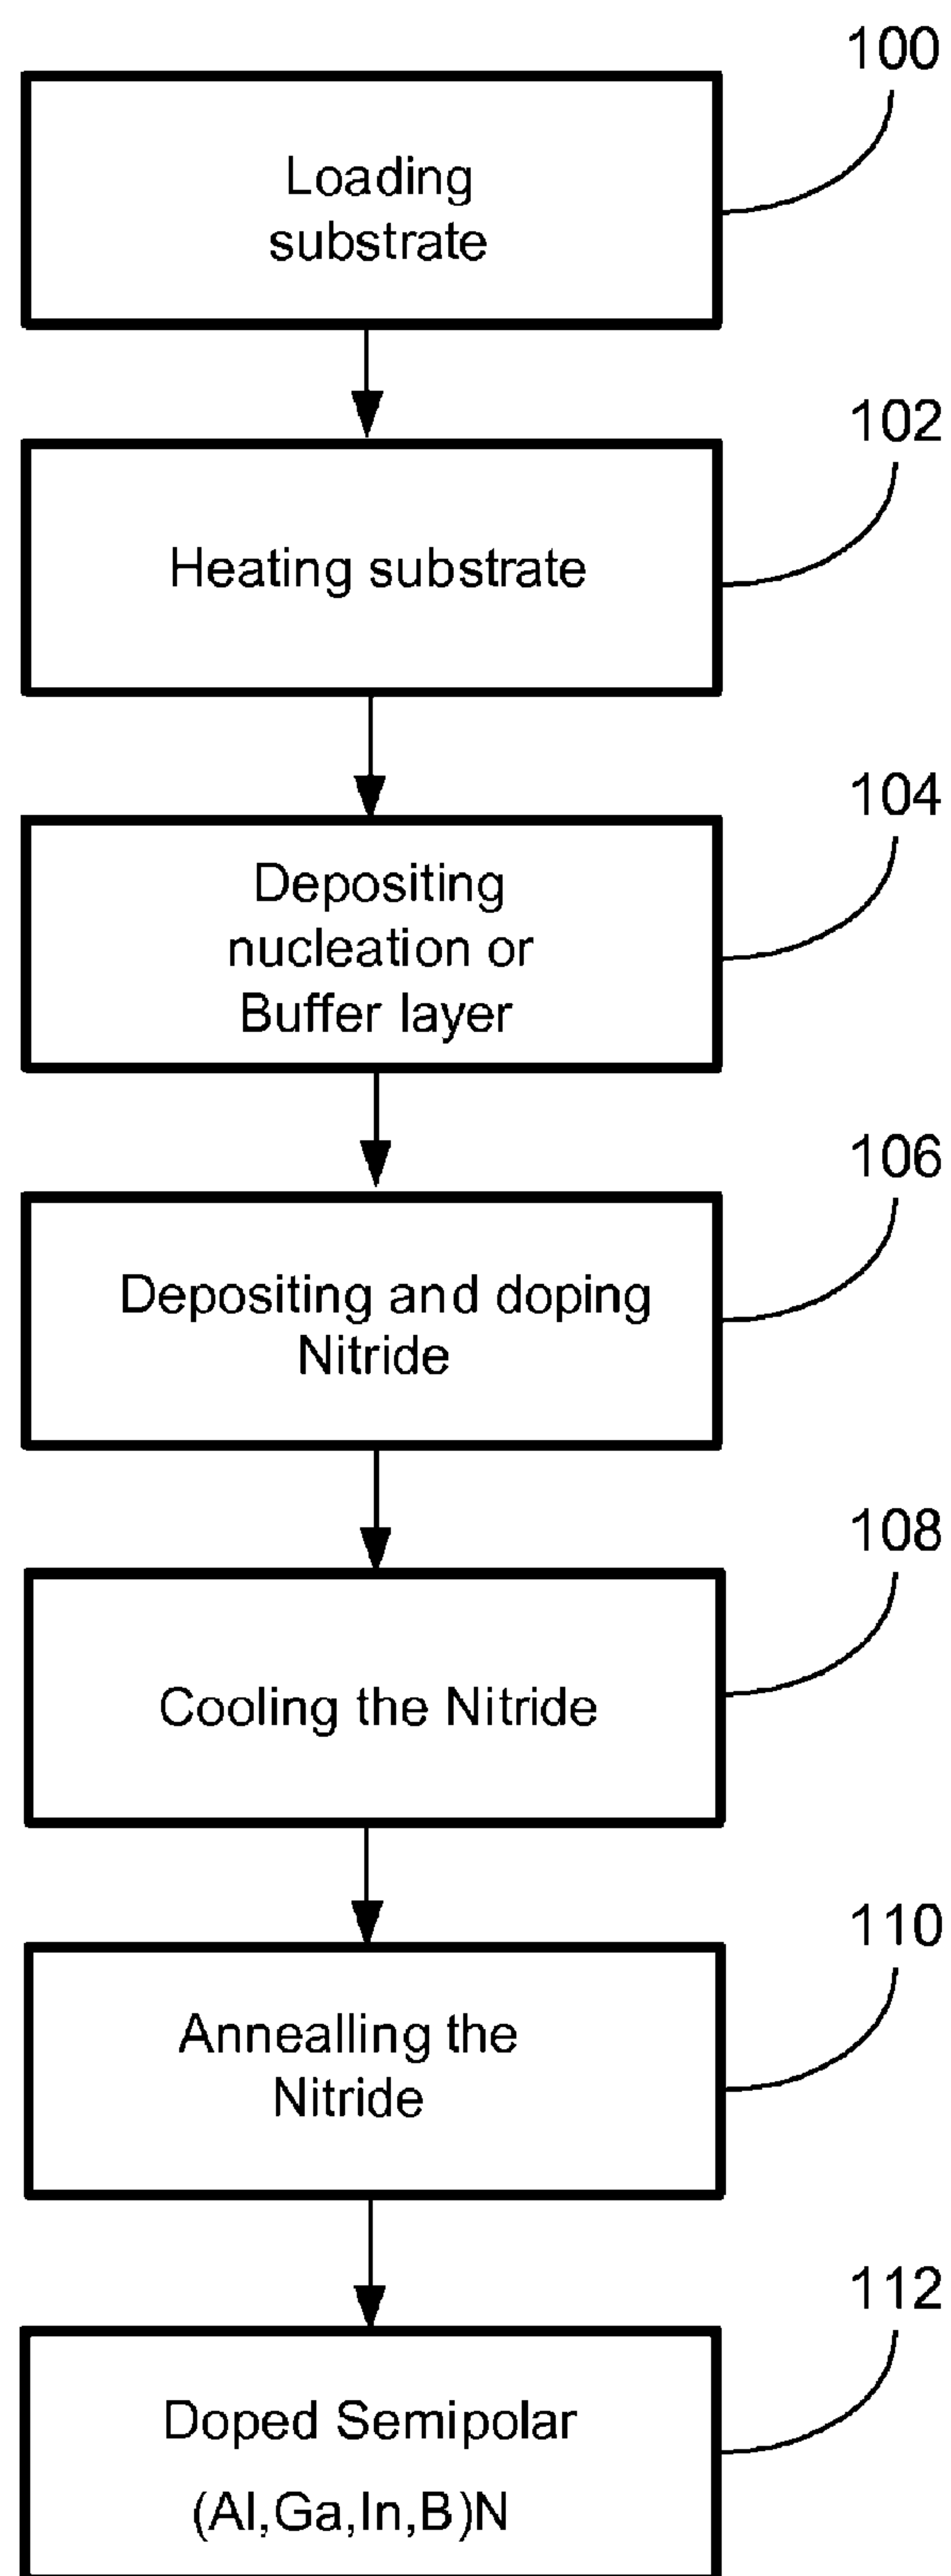 100
Loading
substrate
102
Heating substrate
104
Depositing
nucleation or
Buffer layer
106
Depositing and doping
Nitride
108
Cooling the Nitride
110
Annealling the
Nitride
112
Doped Semipolar
(Al,Ga,In,B)N